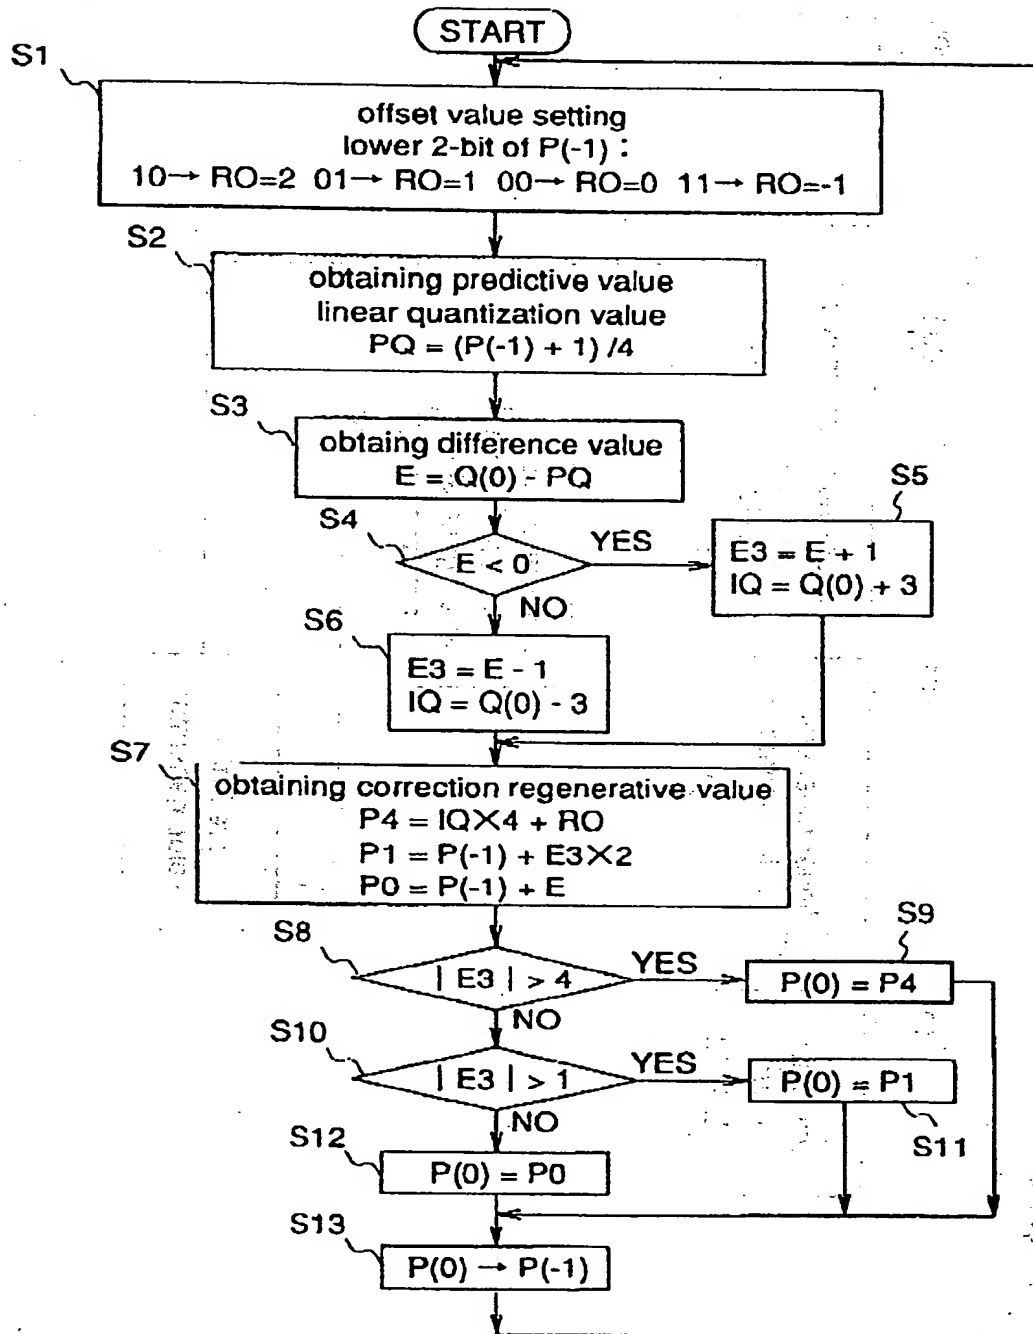 START
S1
offset value setting
lower 2-bit of P(-1) :
10→ RO=2 01→ RO=1 00→ RO=0 11→ RO=-1
S2
obtaining predictive value
linear quantization value
PQ = (P(-1) + 1) /4
S3
obtaing difference value
E = Q(0) - PQ
S4
E < 0
YES
NO
S5
E3 = E + 1
IQ = Q(0) + 3
S6
E3 = E - 1
IQ = Q(0) - 3
S7
obtaining correction regenerative value
P4 = IQ×4 + RO
P1 = P(-1) + E3×2
P0 = P(-1) + E
S8
| E3 | > 4
YES
NO
S9
P(0) = P4
S10
| E3 | > 1
YES
NO
P(0) = P1
S11
S12
P(0) = P0
S13
P(0) → P(-1)